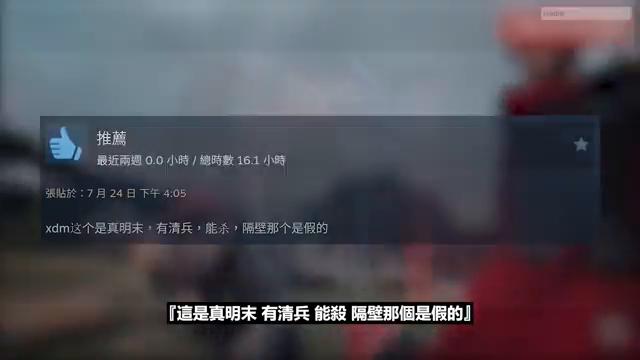 推薦
最近兩週 0.0 小時 / 總時數 16.1 小時
張貼於：7 月 24 日 下午 4:05
xdm这个是真明末，有清兵，能杀，隔壁那个是假的
『這是真明末 有清兵 能殺 隔壁那個是假的』